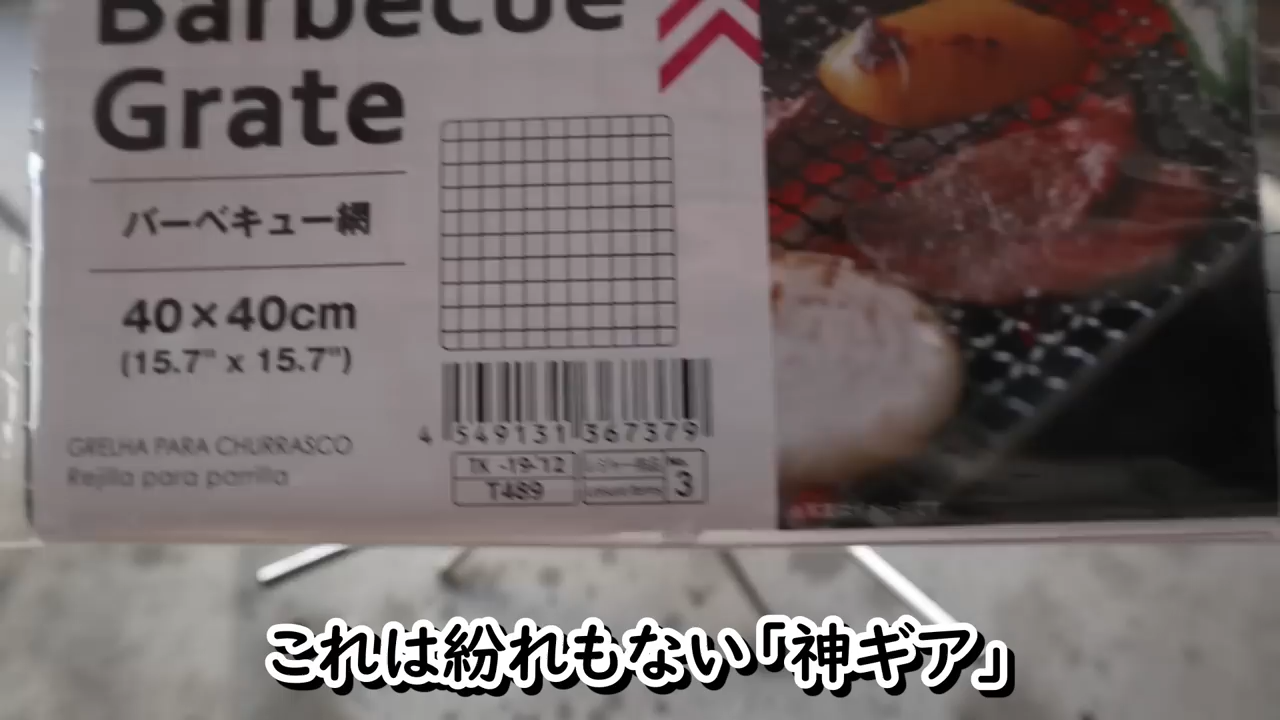 Barbecue
Grate
バーベキュー網
40×40cm
(15.7" x 15.7")
GRELHA PARA CHURRASCO
Rejilla para parrilla
4 549131 367379
TK -19-'12
T489
No.
3
これは紛れもない「神ギア」